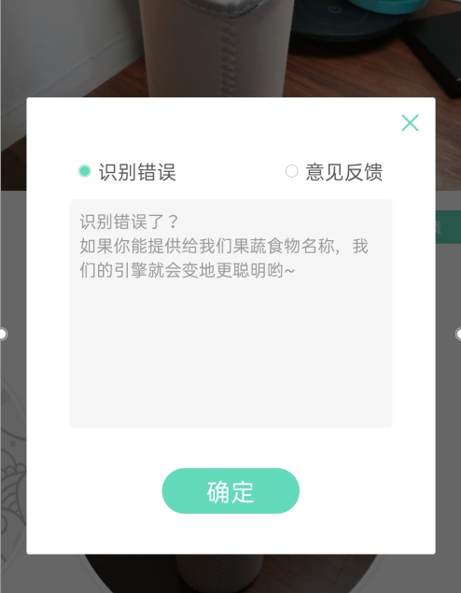 识别错误
意见反馈
识别错误了？
如果你能提供给我们果蔬食物名称，我
们的引擎就会变地更聪明哟~
确定